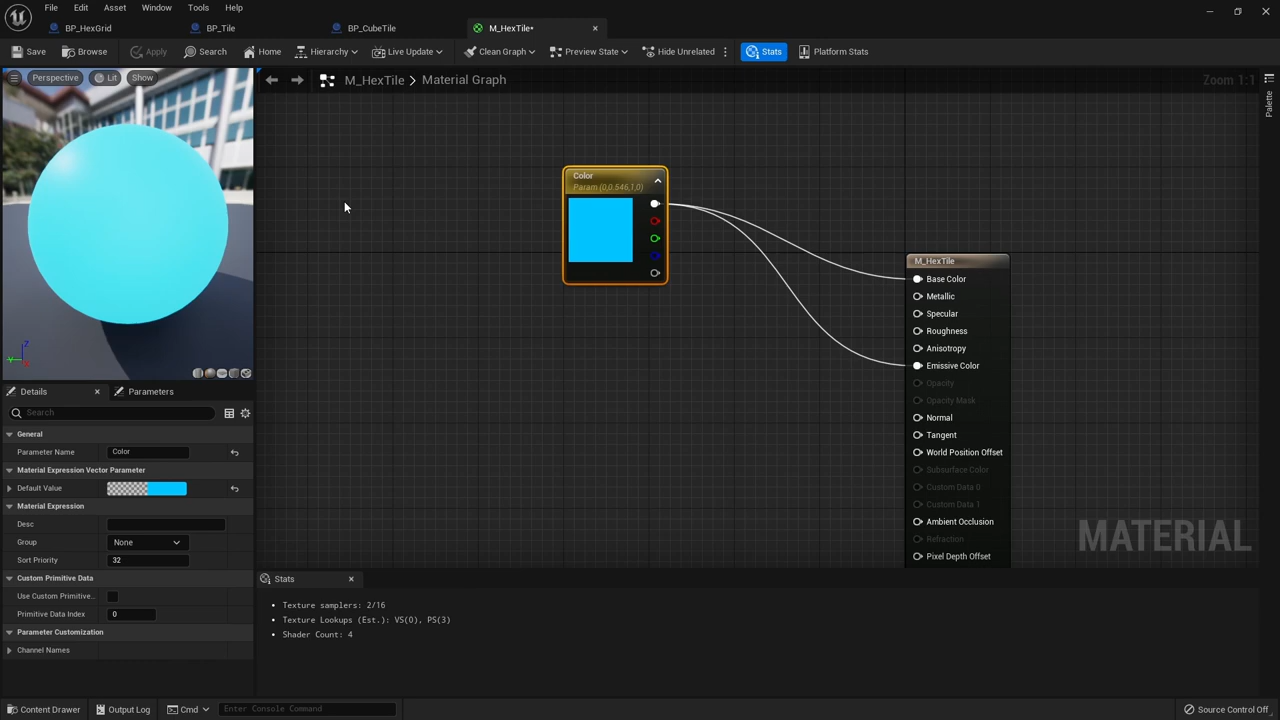 File Edit Asset Window Tools Help
BP_HexGrid BP_Tile BP_CubeTile M_HexTile*
Save Browse Apply Search Home Hierarchy Live Update Clean Graph Preview State Hide Unrelated Stats Platform Stats
Perspective Lit Show
M_HexTile > Material Graph
Zoom 1:1
Palette
Color
Param (0,0.546,1,0)
M_HexTile
Base Color
Metallic
Specular
Roughness
Anisotropy
Emissive Color
Opacity
Opacity Mask
Normal
Tangent
World Position Offset
Subsurface Color
Custom Data 0
Custom Data 1
Ambient Occlusion
Refraction
Pixel Depth Offset
MATERIAL
Z
Y
Details Parameters
Search
General
Parameter Name Color
Material Expression Vector Parameter
Default Value
Material Expression
Desc
Group None
Sort Priority 32
Custom Primitive Data
Use Custom Primitive..
Primitive Data Index 0
Parameter Customization
Channel Names
Stats
Texture samplers: 2/16
Texture Lookups (Est.): VS(0), PS(3)
Shader Count: 4
Content Drawer Output Log Cmd Enter Console Command Source Control Off